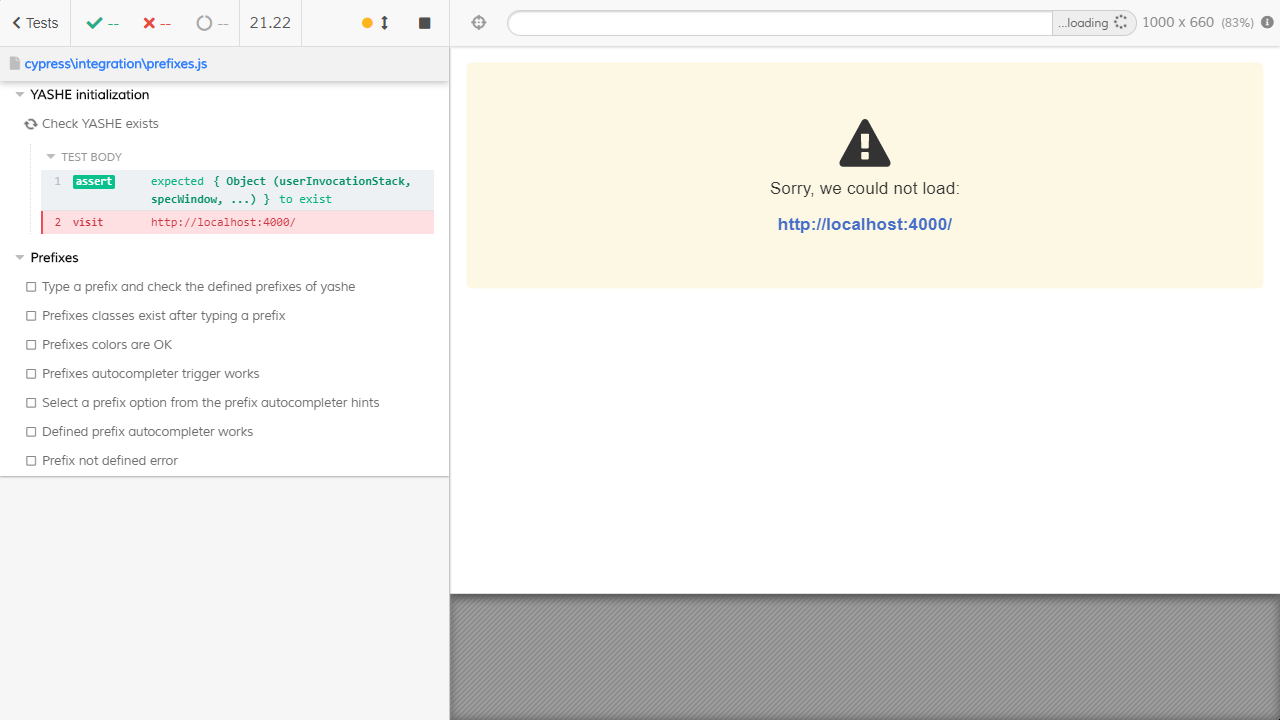 Tests
--
--
--
21.22
...loading
1000 x 660 (83%)
cypress\integration\prefixes.js
YASHE initialization
Check YASHE exists
TEST BODY
1 assert expected { Object (userInvocationStack,
specWindow, ...) } to exist
2 visit http://localhost:4000/
Prefixes
Type a prefix and check the defined prefixes of yashe
Prefixes classes exist after typing a prefix
Prefixes colors are OK
Prefixes autocompleter trigger works
Select a prefix option from the prefix autocompleter hints
Defined prefix autocompleter works
Prefix not defined error
Sorry, we could not load:
http://localhost:4000/